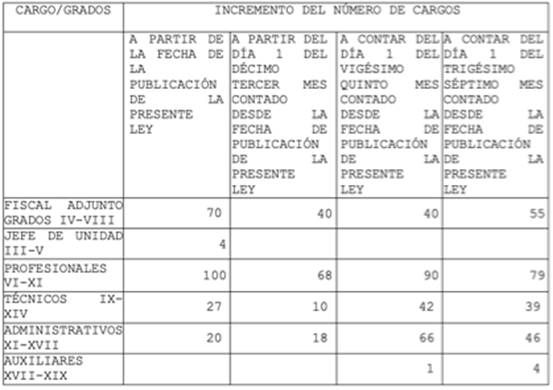 CARGO/GRADOS INCREMENTO DEL NÚMERO DE CARGOS
A PARTIR DE
LA FECHA DE
LA
PUBLICACIÓN
DE LA
PRESENTE
LEY
A PARTIR DEL
DÍA 1 DEL
DÉCIMO
TERCER MES
CONTADO
DESDE LA
FECHA DE
PUBLICACIÓN
DE LA
PRESENTE
LEY
A CONTAR DEL
DÍA 1 DEL
VIGÉSIMO
QUINTO MES
CONTADO
DESDE LA
FECHA DE
PUBLICACIÓN
DE LA
PRESENTE
LEY
A CONTAR DEL
DÍA 1 DEL
TRIGÉSIMO
SÉPTIMO MES
CONTADO
DESDE LA
FECHA DE
PUBLICACIÓN
DE LA
PRESENTE
LEY
FISCAL ADJUNTO
GRADOS IV-VIII
70 40 40 55
JEFE DE UNIDAD
III-V
4
PROFESIONALES
VI-XI
100 68 90 79
TÉCNICOS IX-
XIV
27 10 42 39
ADMINISTRATIVOS
XI-XVII
20 18 66 46
AUXILIARES
XVII-XIX
1 4